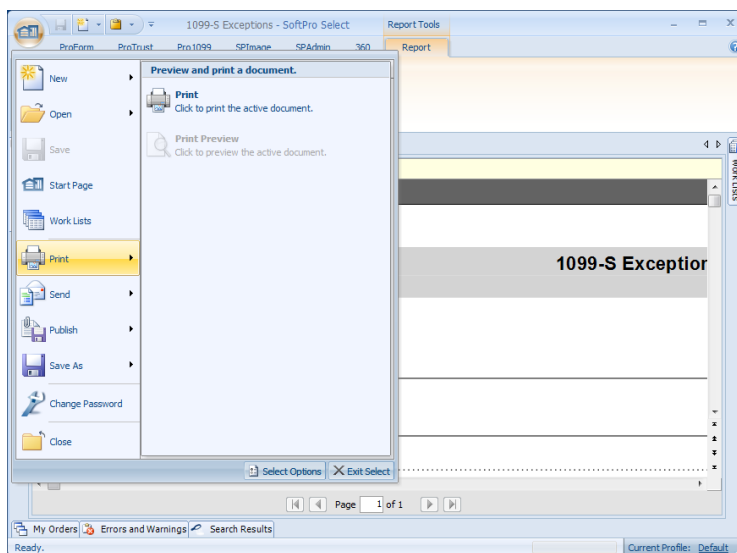 1099-S Exceptions - SoftPro Select
Report Tools
ProForm ProTrust Pro1099 SPImage SPAdmin 360 Report
New
Open
Save
Start Page
Work Lists
Print
Send
Publish
Save As
Change Password
Close
Preview and print a document.
Print
Click to print the active document.
Print Preview
Click to preview the active document.
Select Options Exit Select
Work Lists
1099-S Exception
Page 1 of 1
My Orders Errors and Warnings Search Results
Ready.
Current Profile: Default